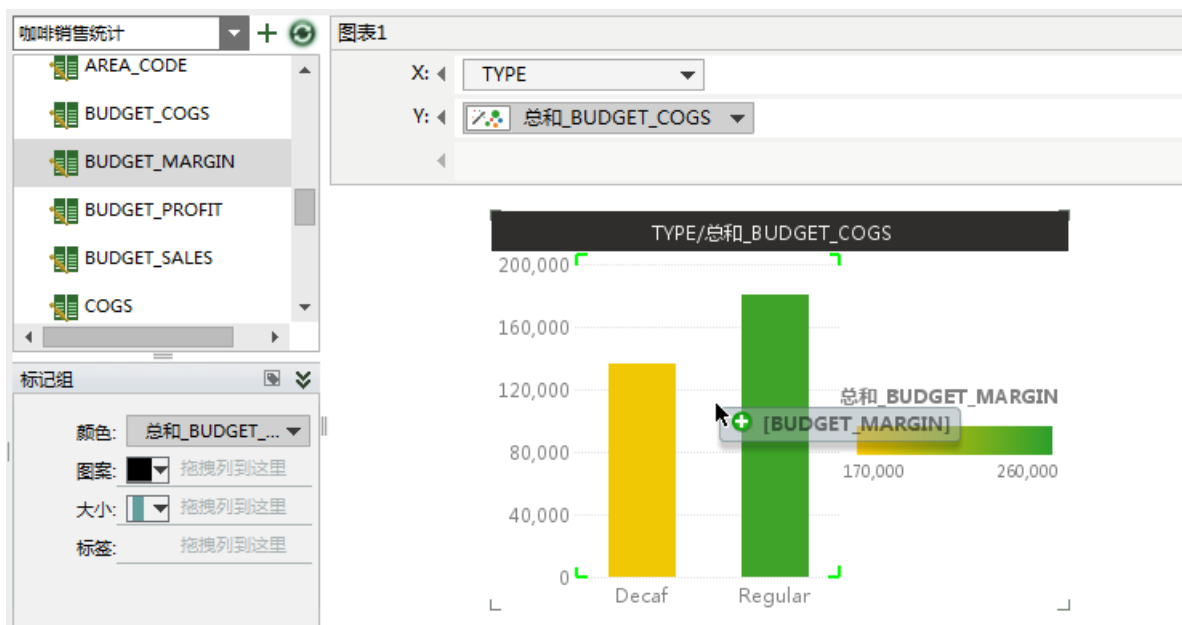 咖啡销售统计
AREA_CODE
BUDGET_COGS
BUDGET_MARGIN
BUDGET_PROFIT
BUDGET_SALES
COGS
标记组
颜色: 总和_BUDGET_...
图案: 拖拽列到这里
大小: 拖拽列到这里
标签: 拖拽列到这里
图表1
X: TYPE
Y: 总和_BUDGET_COGS
TYPE/总和_BUDGET_COGS
200,000
160,000
120,000
80,000
40,000
0
Decaf Regular
总和_BUDGET_MARGIN
[BUDGET_MARGIN]
170,000 260,000